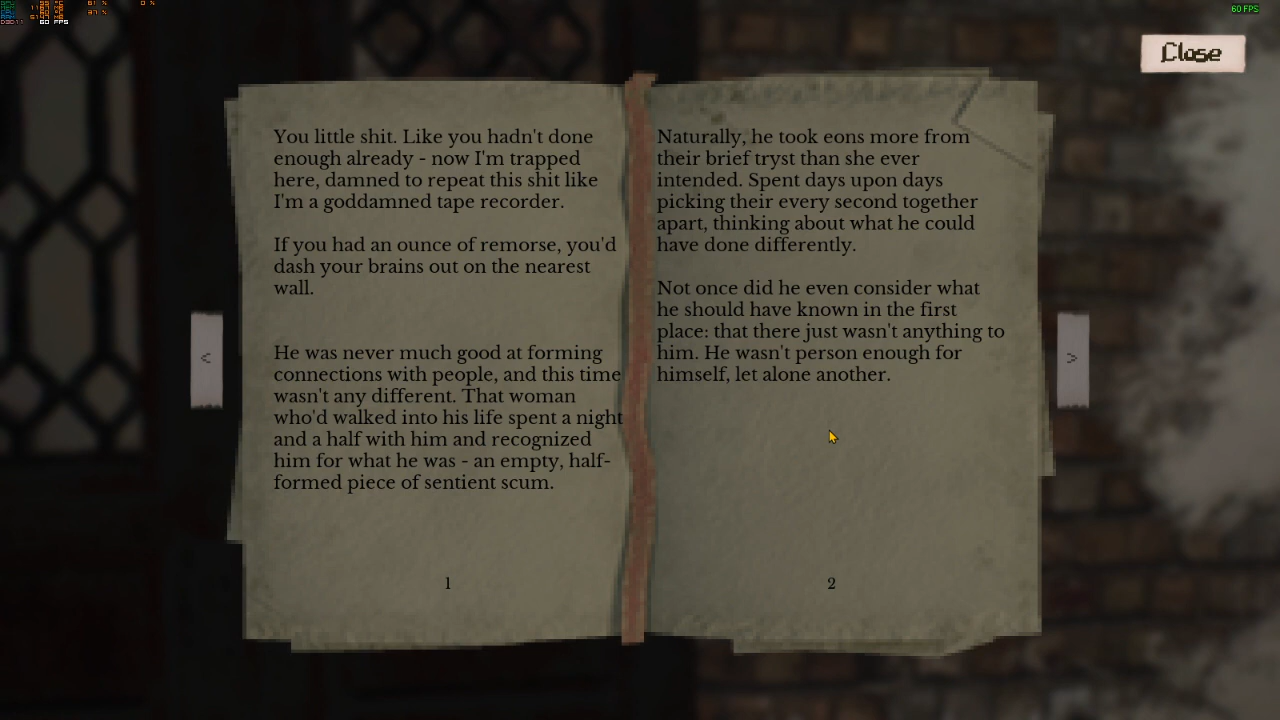 60 FPS
60 FPS
Close
You little shit. Like you hadn't done
enough already - now I'm trapped
here, damned to repeat this shit like
I'm a goddamned tape recorder.
If you had an ounce of remorse, you'd
dash your brains out on the nearest
wall.
He was never much good at forming
connections with people, and this time
wasn't any different. That woman
who'd walked into his life spent a night
and a half with him and recognized
him for what he was - an empty, half-
formed piece of sentient scum.
1
Naturally, he took eons more from
their brief tryst than she ever
intended. Spent days upon days
picking their every second together
apart, thinking about what he could
have done differently.
Not once did he even consider what
he should have known in the first
place: that there just wasn't anything to
him. He wasn't person enough for
himself, let alone another.
2
<
>